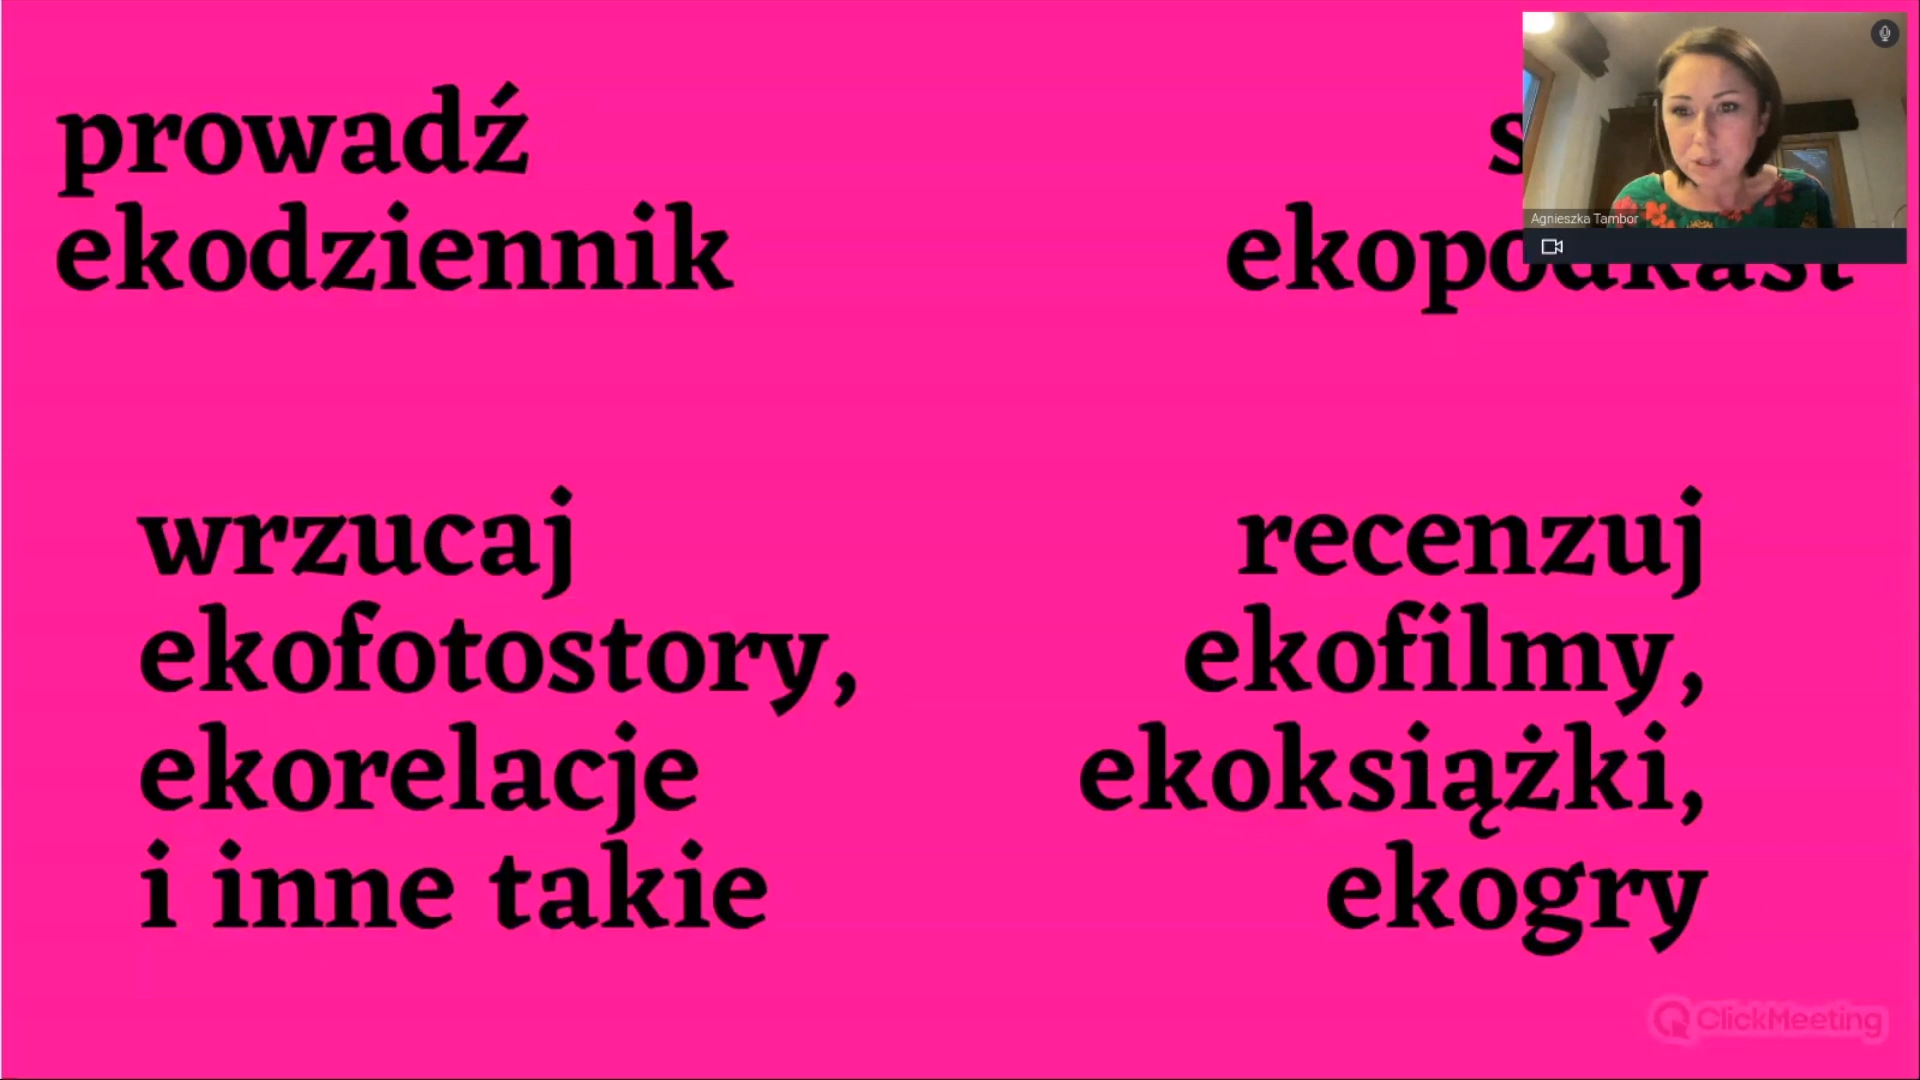 prowadź
ekodziennik
Agnieszka Tambor
wrzucaj
ekofotostory,
ekorelacje
i inne takie
recenzuj
ekofilmy,
ekoksiążki,
ekogry
ClickMeeting